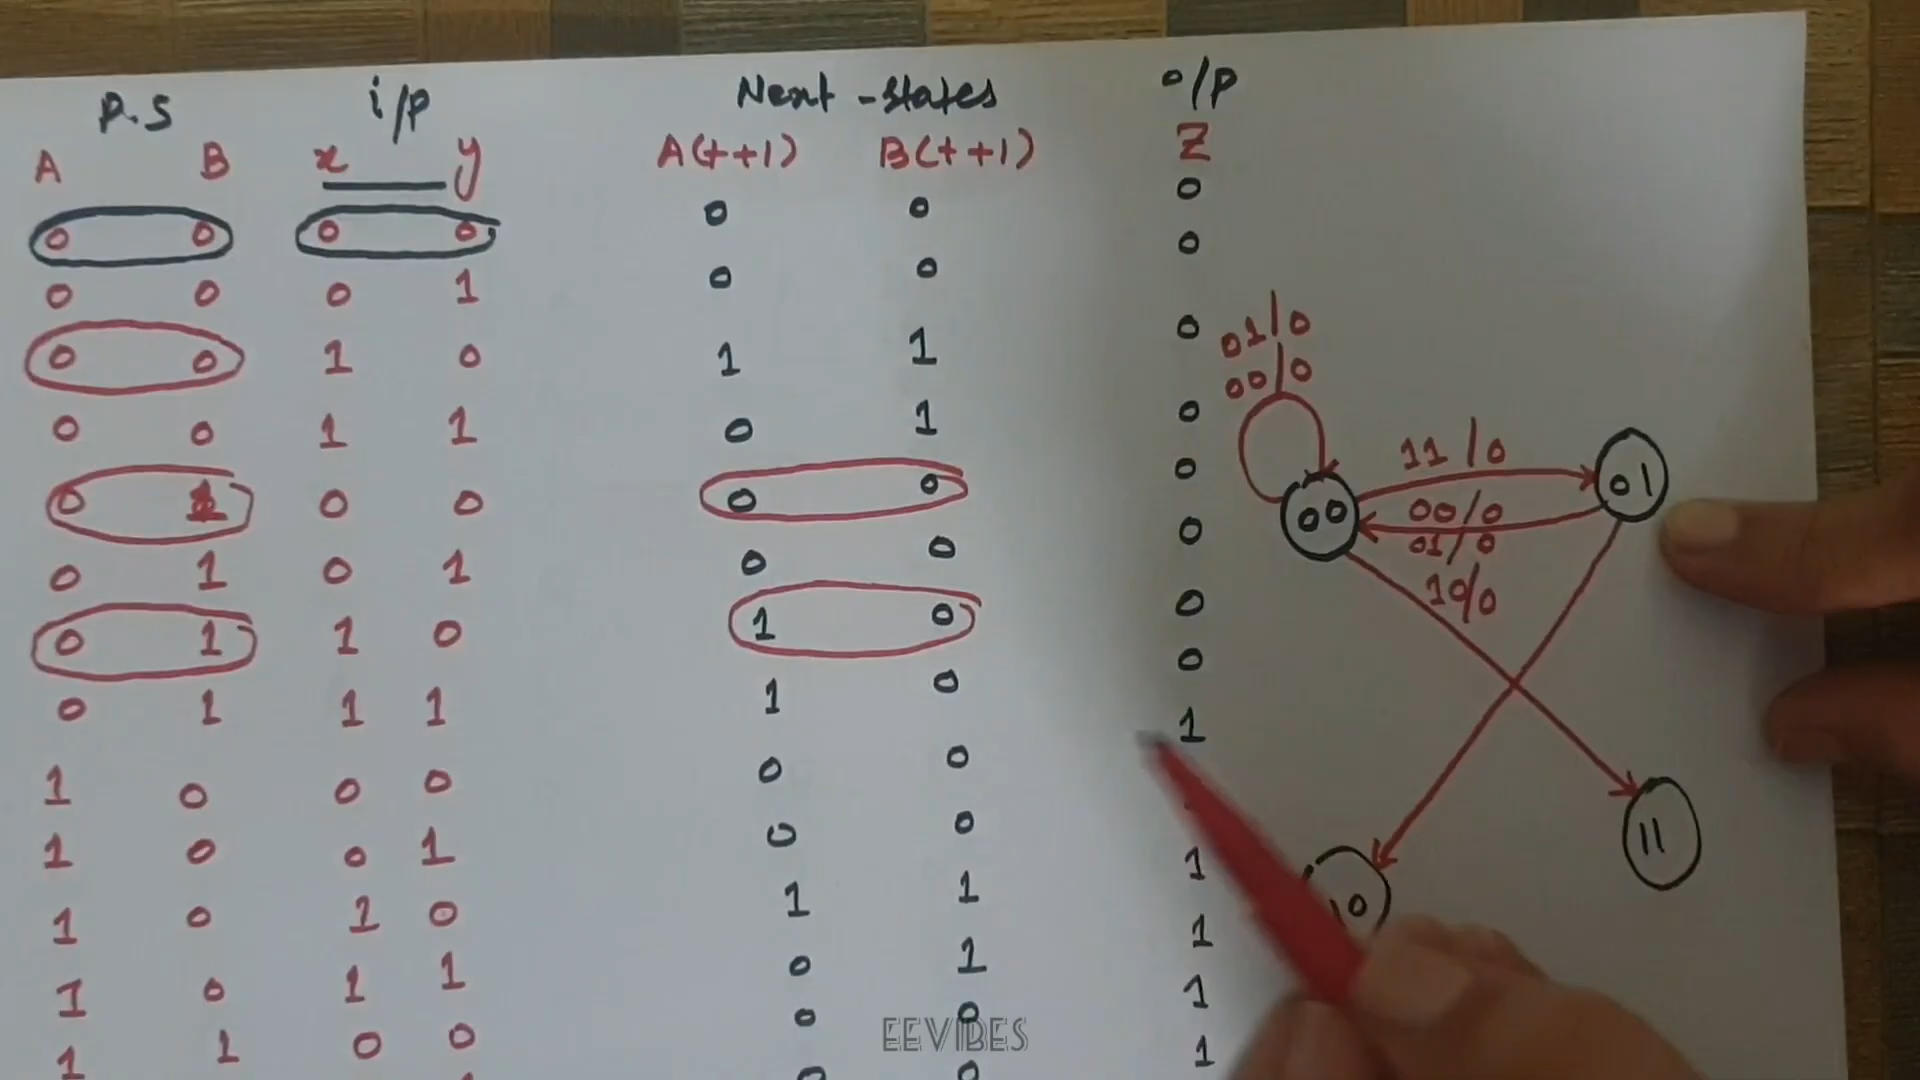 P.S i/p Next-states o/p
A B x y A(t+1) B(t+1) Z
0 0 0 0 0 0 0
0 0 0 1 0 0 0
0 0 1 0 1 1 0
0 0 1 1 0 1 0
0 1 0 0 0 0 0
0 1 0 1 0 0 0
0 1 1 0 1 0 0
0 1 1 1 1 0 0
1 0 0 0 0 0 1
1 0 0 1 0 0
1 0 1 0 1 1 1
1 0 1 1 0 1 1
1 1 0 0 0 0 1
0 0 1
01/0
00/0
11/0
00 00/0 01
01/0
10/0
11
10
EEVIBES